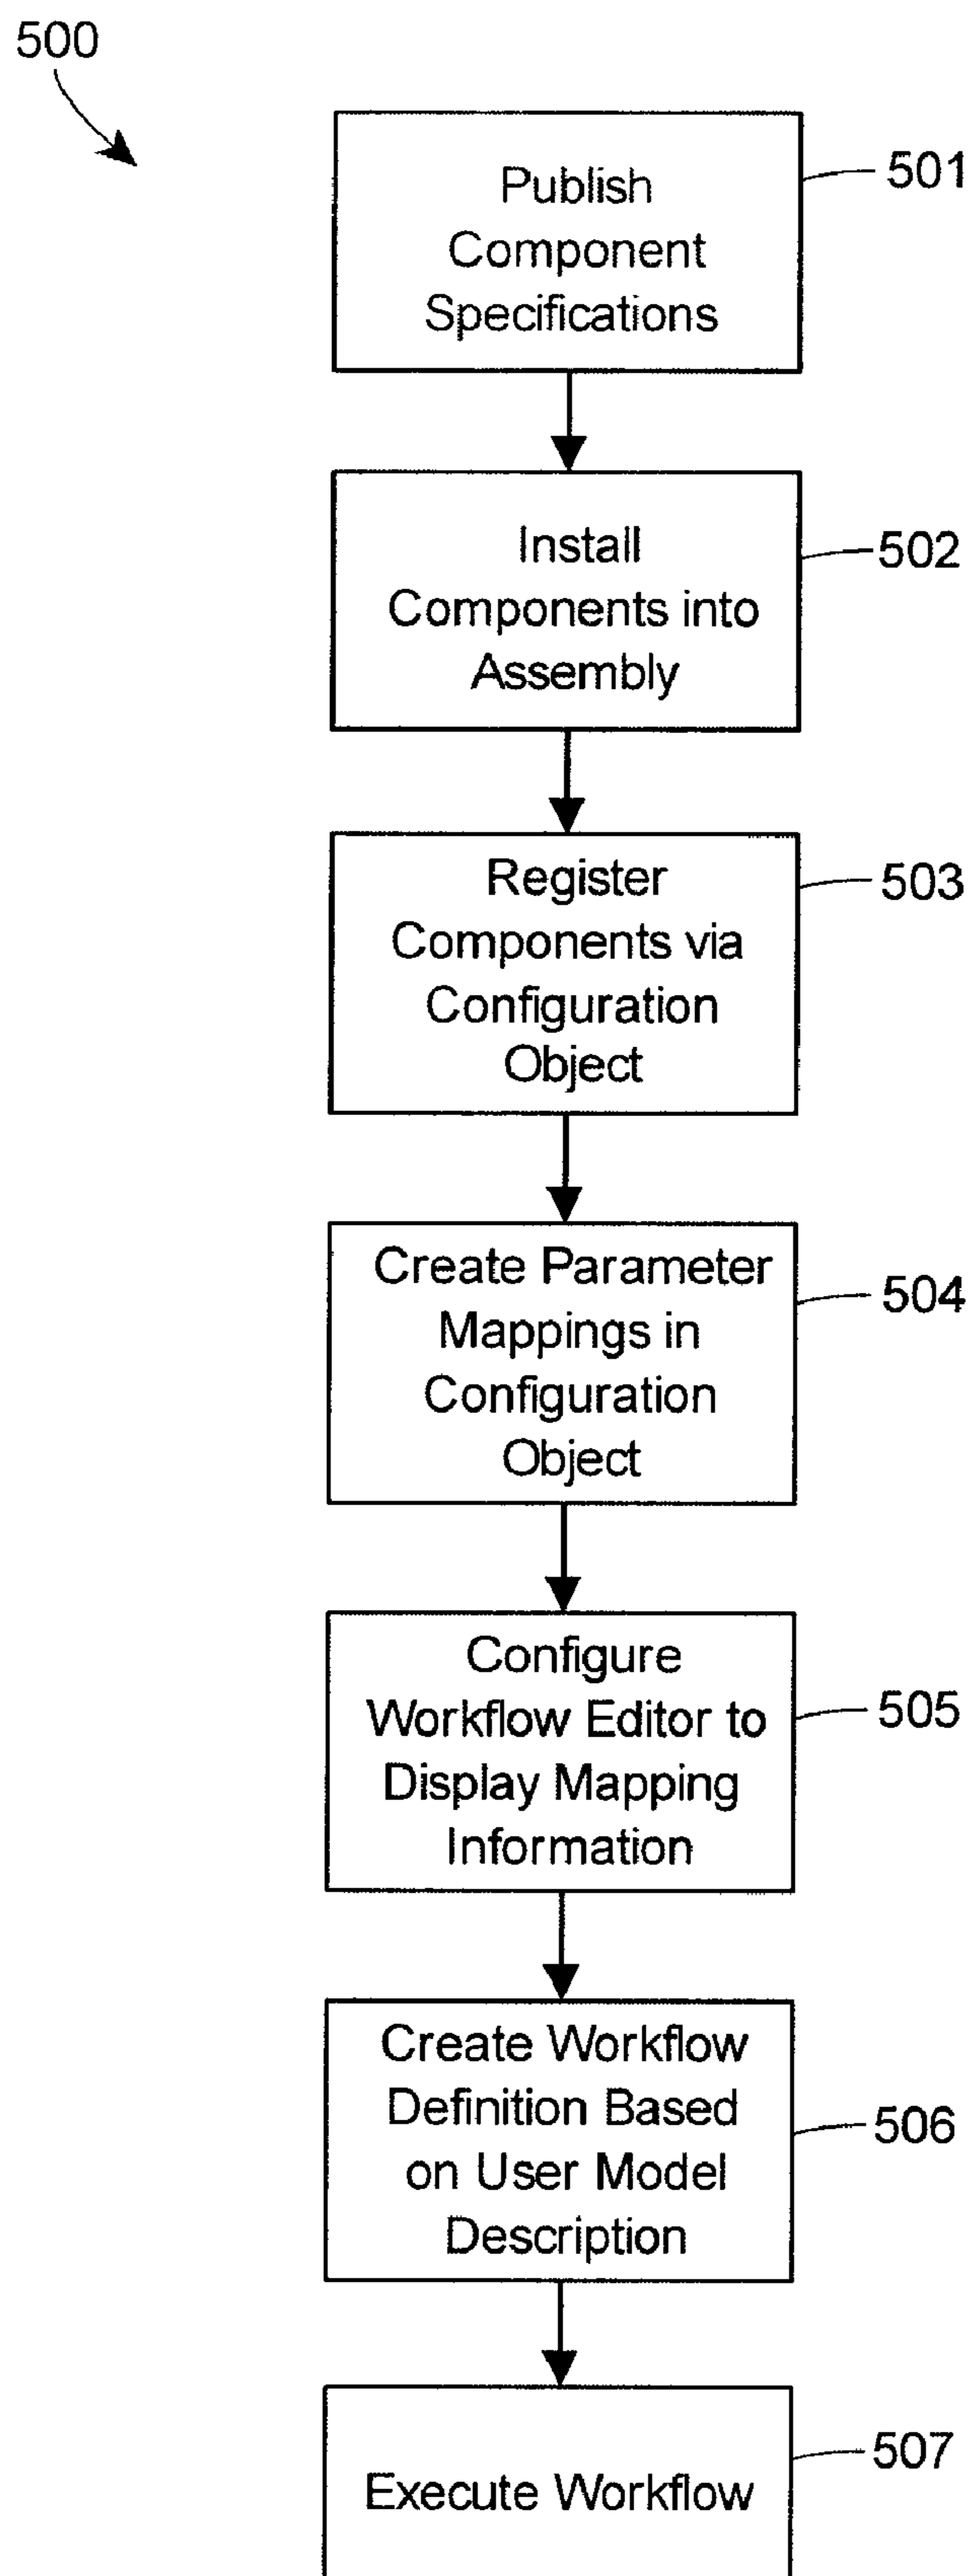 500
Publish
Component
Specifications
501
Install
Components into
Assembly
502
Register
Components via
Configuration
Object
503
Create Parameter
Mappings in
Configuration
Object
504
Configure
Workflow Editor to
Display Mapping
Information
505
Create Workflow
Definition Based
on User Model
Description
506
Execute Workflow
507